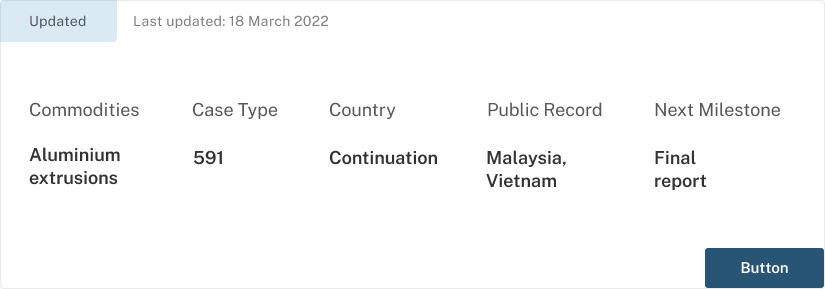 Updated
Last updated: 18 March 2022
Commodities
Case Type
Country
Public Record
Next Milestone
Aluminium
extrusions
591
Continuation
Malaysia,
Vietnam
Final
report
Button